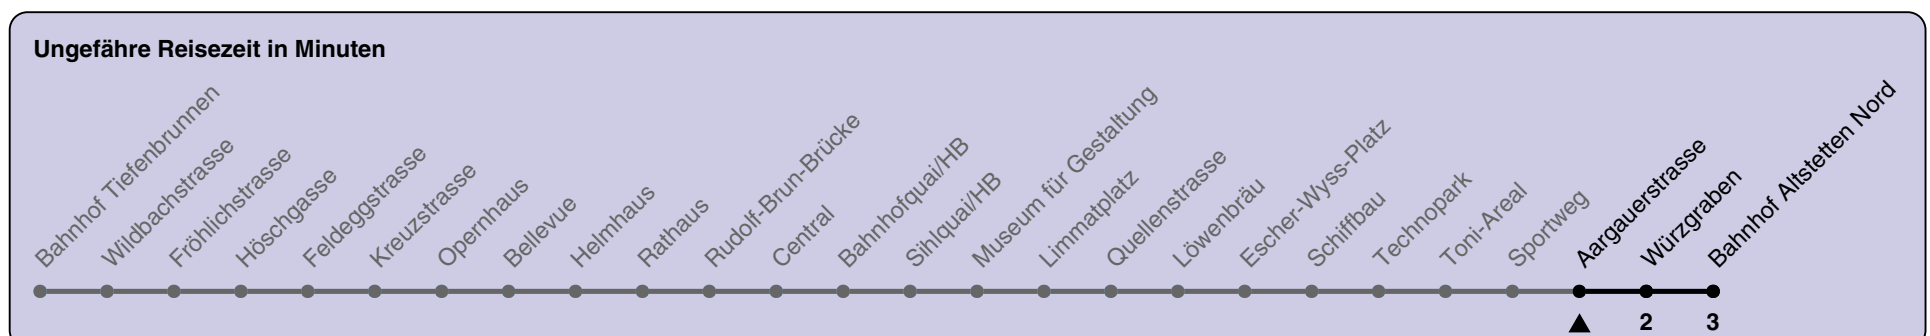 Ungefähre Reisezeit in Minuten
Bahnhof Tiefenbrunnen
Wildbachstrasse
Fröhlichstrasse
Höschgasse
Feldeggstrasse
Kreuzstrasse
Opernhaus
Bellevue
Helmhaus
Rathaus
Rudolf-Brun-Brücke
Central
Bahnhofquai/HB
Sihlquai/HB
Museum für Gestaltung
Limmatplatz
Quellenstrasse
Löwenbräu
Escher-Wyss-Platz
Schiffbau
Technopark
Toni-Areal
Sportweg
Aargauerstrasse
Würzgraben
Bahnhof Altstetten Nord
2 3